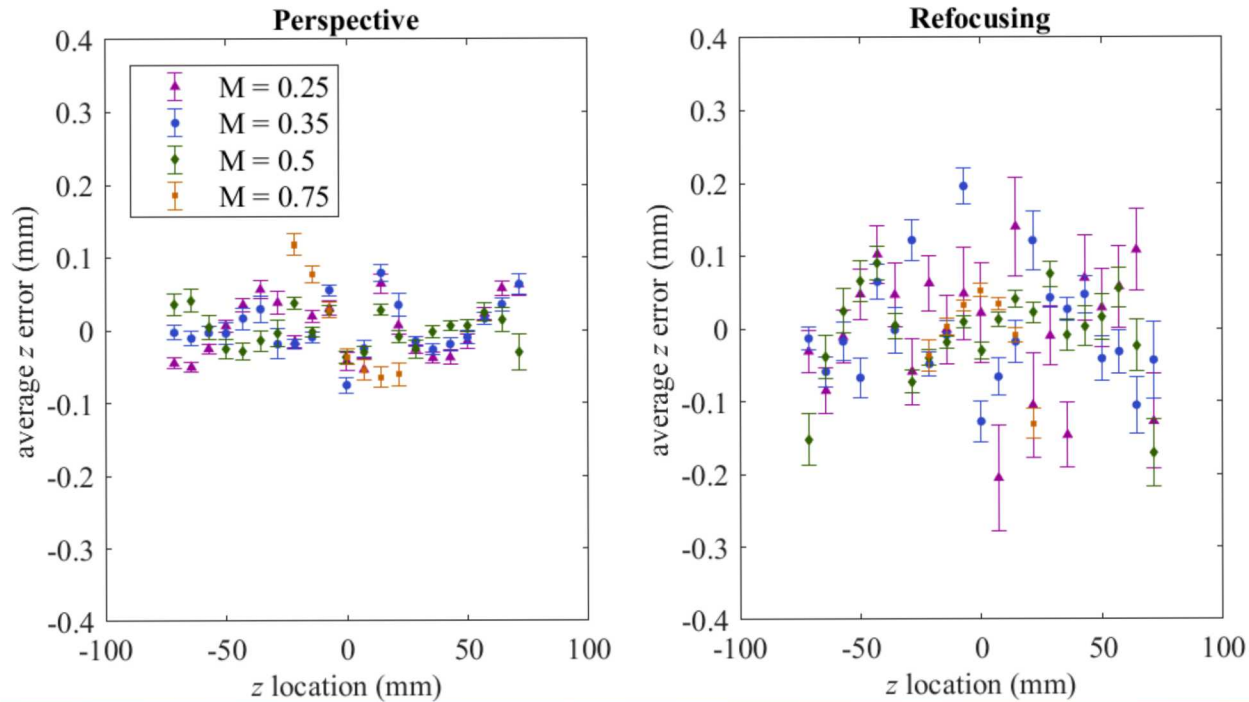 Perspective
0.4
0.3
0.2
0.1
0
-0.1
-0.2
-0.3
-0.4
average z error (mm)
M = 0.25
M = 0.35
M = 0.5
M = 0.75
-100
-50
0
50
100
z location (mm)
Refocusing
0.4
0.3
0.2
0.1
0
-0.1
-0.2
-0.3
-0.4
average z error (mm)
-100
-50
0
50
100
z location (mm)